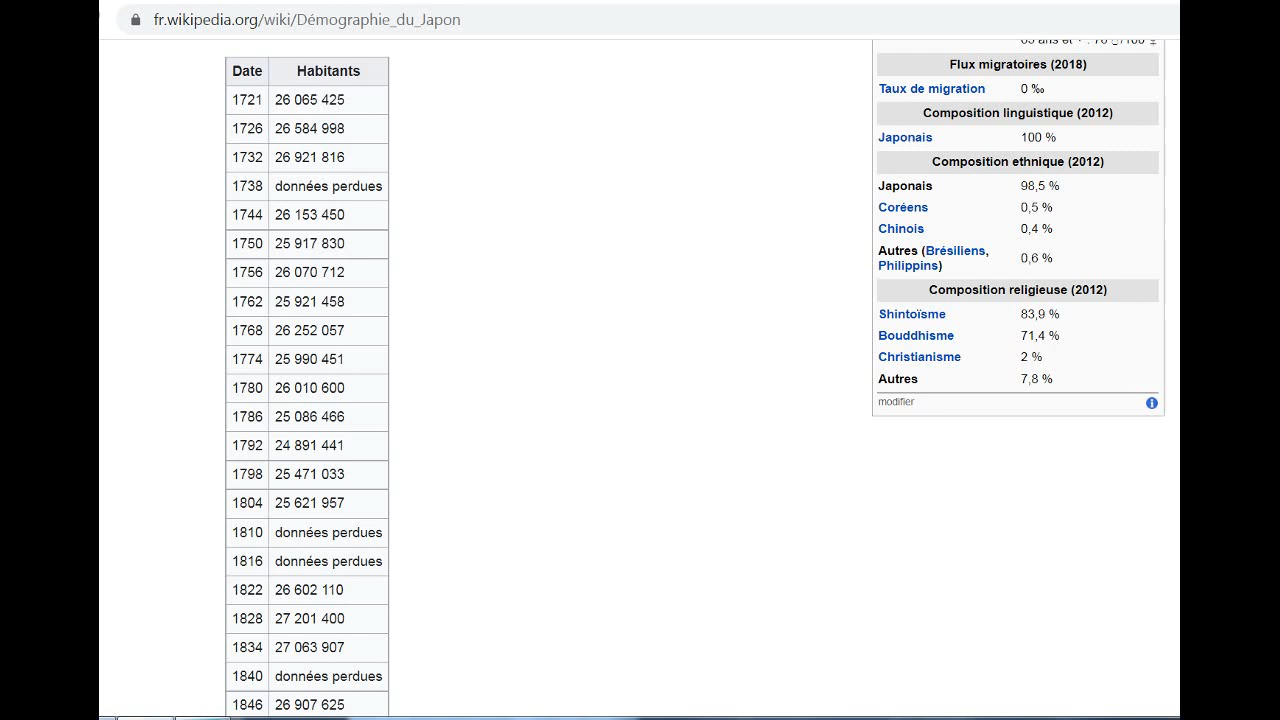 fr.wikipedia.org/wiki/Démographie_du_Japon
Date Habitants
1721 26 065 425
1726 26 584 998
1732 26 921 816
1738 données perdues
1744 26 153 450
1750 25 917 830
1756 26 070 712
1762 25 921 458
1768 26 252 057
1774 25 990 451
1780 26 010 600
1786 25 086 466
1792 24 891 441
1798 25 471 033
1804 25 621 957
1810 données perdues
1816 données perdues
1822 26 602 110
1828 27 201 400
1834 27 063 907
1840 données perdues
1846 26 907 625
Flux migratoires (2018)
Taux de migration 0 ‰
Composition linguistique (2012)
Japonais 100 %
Composition ethnique (2012)
Japonais 98,5 %
Coréens 0,5 %
Chinois 0,4 %
Autres (Brésiliens,
Philippins) 0,6 %
Composition religieuse (2012)
Shintoïsme 83,9 %
Bouddhisme 71,4 %
Christianisme 2 %
Autres 7,8 %
modifier